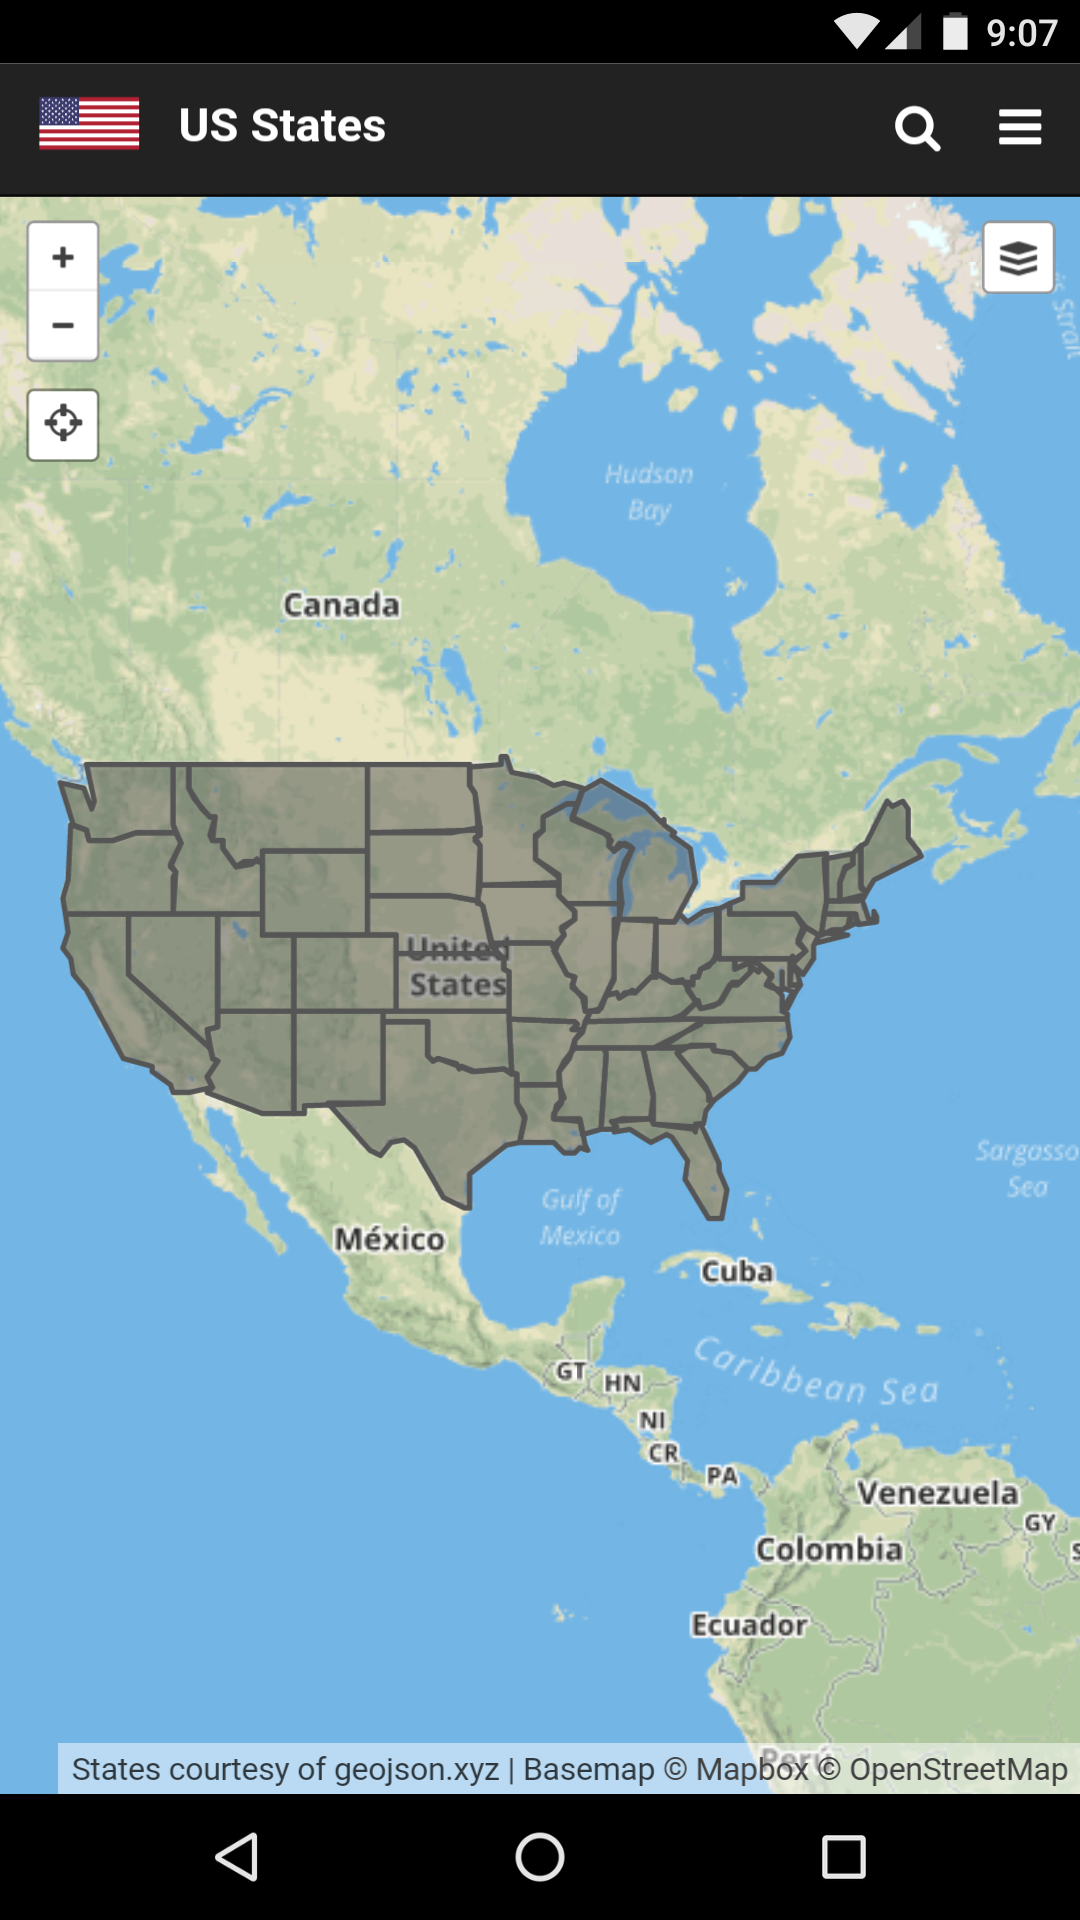 9:07
US States
+
−
s Strait
Hudson
Bay
Canada
United
States
Sargasso
Sea
Gulf of
Mexico
México
Cuba
Caribbean Sea
GT
HN
NI
CR
PA
Venezuela
GY
Colombia
S
Ecuador
Perú
States courtesy of geojson.xyz | Basemap © Mapbox © OpenStreetMap